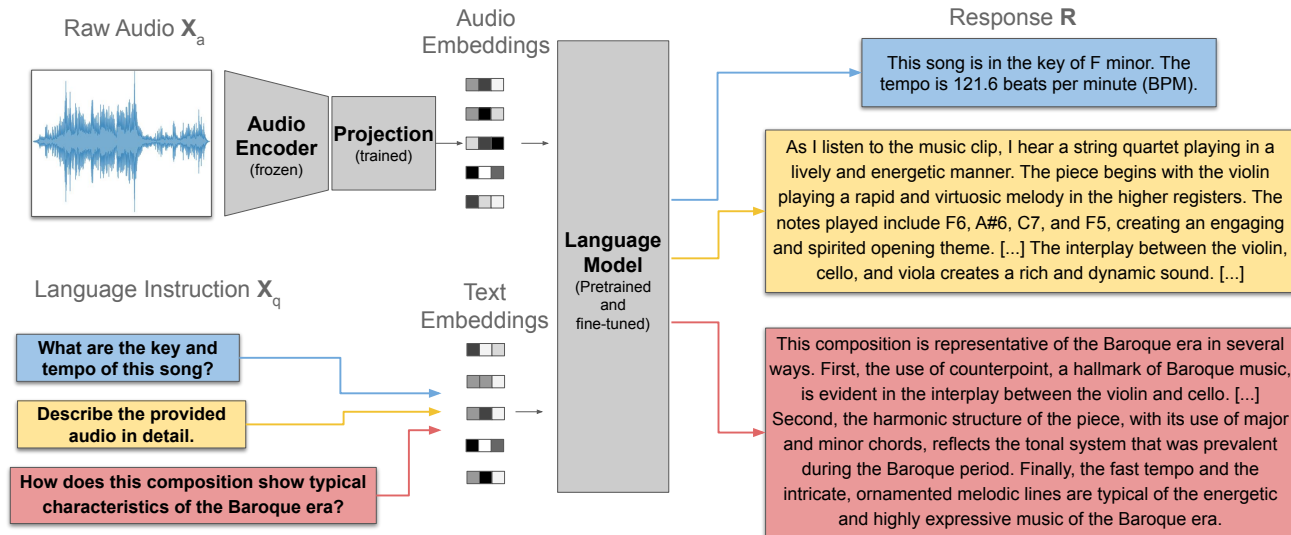 Raw Audio Xa
Audio
Embeddings
Response R
Audio
Encoder
(frozen)
Projection
(trained)
Language
Model
(Pretrained
and
fine-tuned)
This song is in the key of F minor. The
tempo is 121.6 beats per minute (BPM).
As I listen to the music clip, I hear a string quartet playing in a
lively and energetic manner. The piece begins with the violin
playing a rapid and virtuosic melody in the higher registers. The
notes played include F6, A#6, C7, and F5, creating an engaging
and spirited opening theme. [...] The interplay between the violin,
cello, and viola creates a rich and dynamic sound. [...]
Language Instruction Xq
Text
Embeddings
What are the key and
tempo of this song?
Describe the provided
audio in detail.
How does this composition show typical
characteristics of the Baroque era?
This composition is representative of the Baroque era in several
ways. First, the use of counterpoint, a hallmark of Baroque music,
is evident in the interplay between the violin and cello. [...]
Second, the harmonic structure of the piece, with its use of major
and minor chords, reflects the tonal system that was prevalent
during the Baroque period. Finally, the fast tempo and the
intricate, ornamented melodic lines are typical of the energetic
and highly expressive music of the Baroque era.